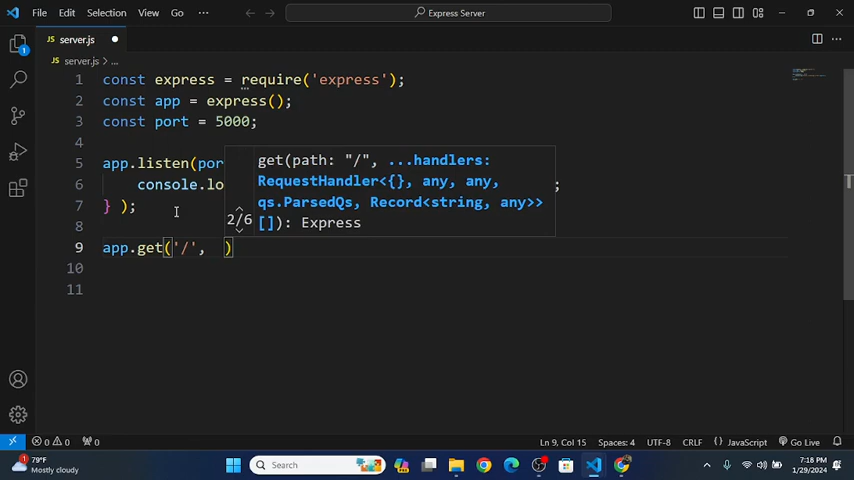 File Edit Selection View Go ··· Express Server
JS server.js
JS server.js > ...
1 const express = require('express');
2 const app = express();
3 const port = 5000;
4
5 app.listen(por
6 console.lo ;
7 } );
8
9 app.get('/', )
10
11
get(path: "/", ...handlers:
RequestHandler<{}, any, any,
qs.ParsedQs, Record<string, any>>
[]): Express
2/6
1
0 0 0 Ln 9, Col 15 Spaces: 4 UTF-8 CRLF {} JavaScript Go Live
1 79°F
Mostly cloudy
Search
7:18 PM
1/29/2024